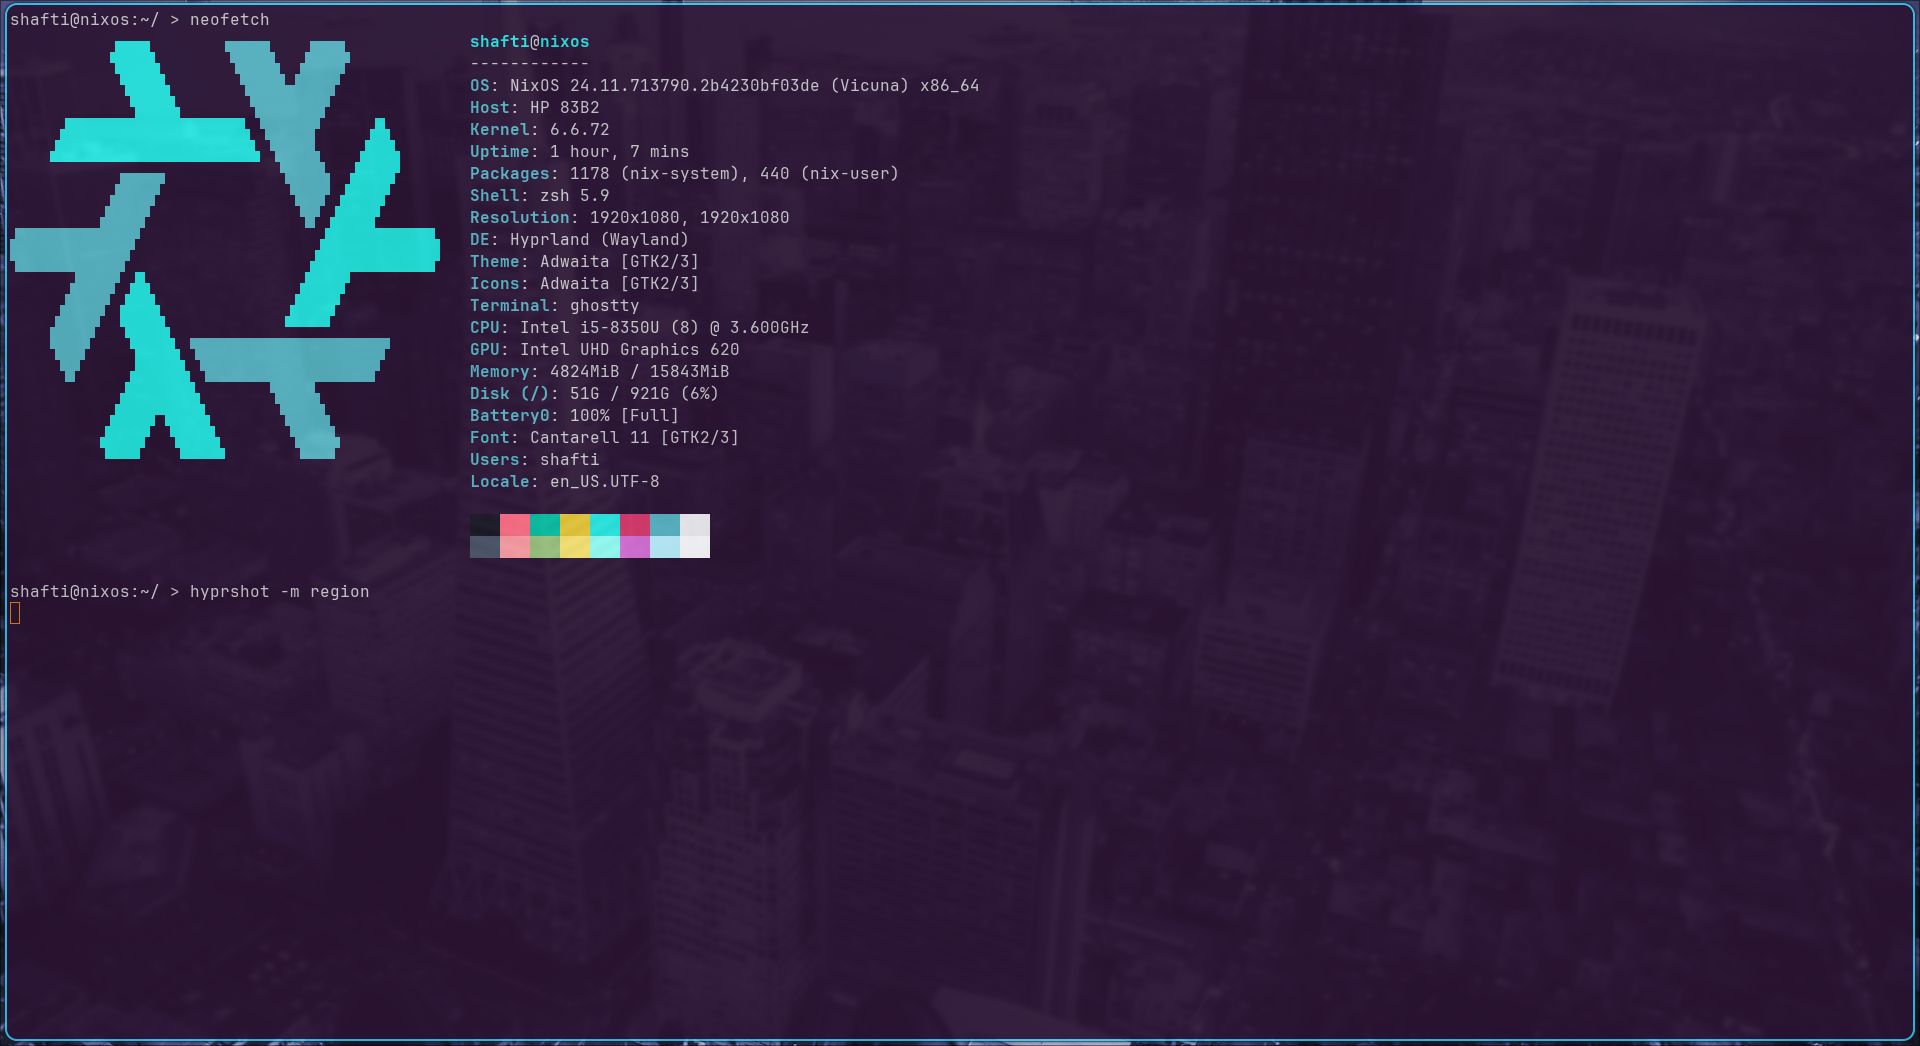 shafti@nixos:~/ > neofetch
shafti@nixos
------------
OS: NixOS 24.11.713790.2b4230bf03de (Vicuna) x86_64
Host: HP 83B2
Kernel: 6.6.72
Uptime: 1 hour, 7 mins
Packages: 1178 (nix-system), 440 (nix-user)
Shell: zsh 5.9
Resolution: 1920x1080, 1920x1080
DE: Hyprland (Wayland)
Theme: Adwaita [GTK2/3]
Icons: Adwaita [GTK2/3]
Terminal: ghostty
CPU: Intel i5-8350U (8) @ 3.600GHz
GPU: Intel UHD Graphics 620
Memory: 4824MiB / 15843MiB
Disk (/): 51G / 921G (6%)
Battery0: 100% [Full]
Font: Cantarell 11 [GTK2/3]
Users: shafti
Locale: en_US.UTF-8
shafti@nixos:~/ > hyprshot -m region